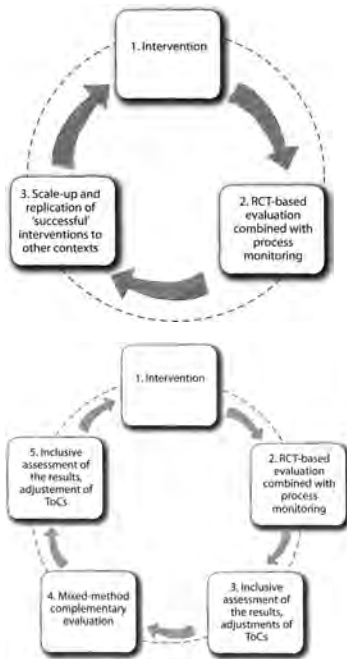 1. Intervention
2. RCT-based
evaluation
combined with
process
monitoring
3. Scale-up and
replication of
'successful'
interventions to
other contexts
1. Intervention
2. RCT-based
evaluation
combined with
process
monitoring
3. Inclusive
assessment of
the results,
adjustments of
ToCs
4. Mixed-method
complementary
evaluation
5. Inclusive
assessment of
the results,
adjustement of
ToCs